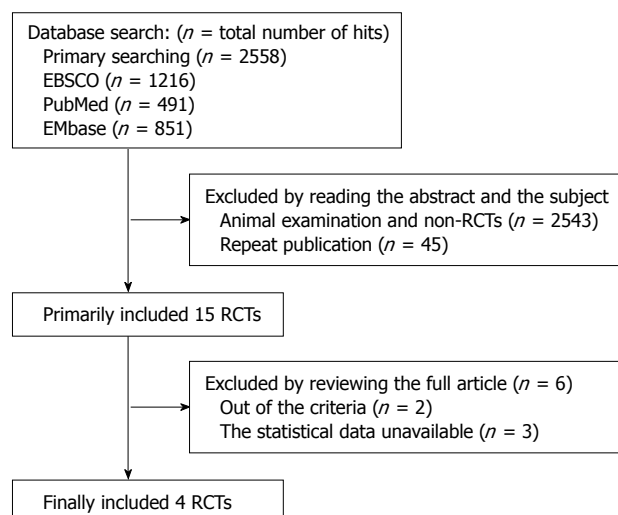 Database search: (n = total number of hits)
Primary searching (n = 2558)
EBSCO (n = 1216)
PubMed (n = 491)
EMbase (n = 851)
Excluded by reading the abstract and the subject
Animal examination and non-RCTs (n = 2543)
Repeat publication (n = 45)
Primarily included 15 RCTs
Excluded by reviewing the full article (n = 6)
Out of the criteria (n = 2)
The statistical data unavailable (n = 3)
Finally included 4 RCTs